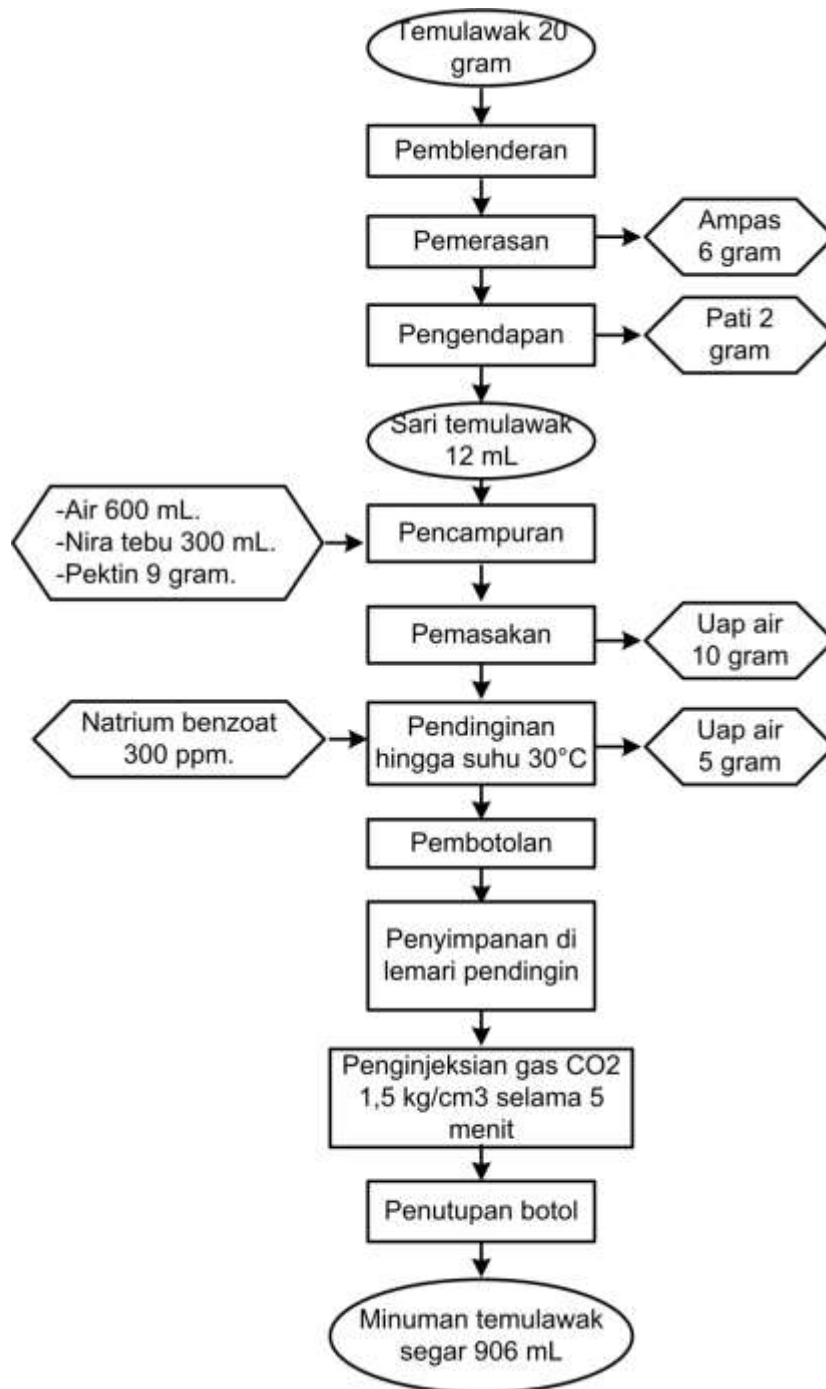 Temulawak 20
gram
Pemblenderan
Pemerasan
Ampas
6 gram
Pengendapan
Pati 2
gram
Sari temulawak
12 mL
-Air 600 mL.
-Nira tebu 300 mL.
-Pektin 9 gram.
Pencampuran
Pemasakan
Uap air
10 gram
Natrium benzoat
300 ppm.
Pendinginan
hingga suhu 30°C
Uap air
5 gram
Pembotolan
Penyimpanan di
lemari pendingin
Penginjeksian gas CO2
1,5 kg/cm3 selama 5
menit
Penutupan botol
Minuman temulawak
segar 906 mL